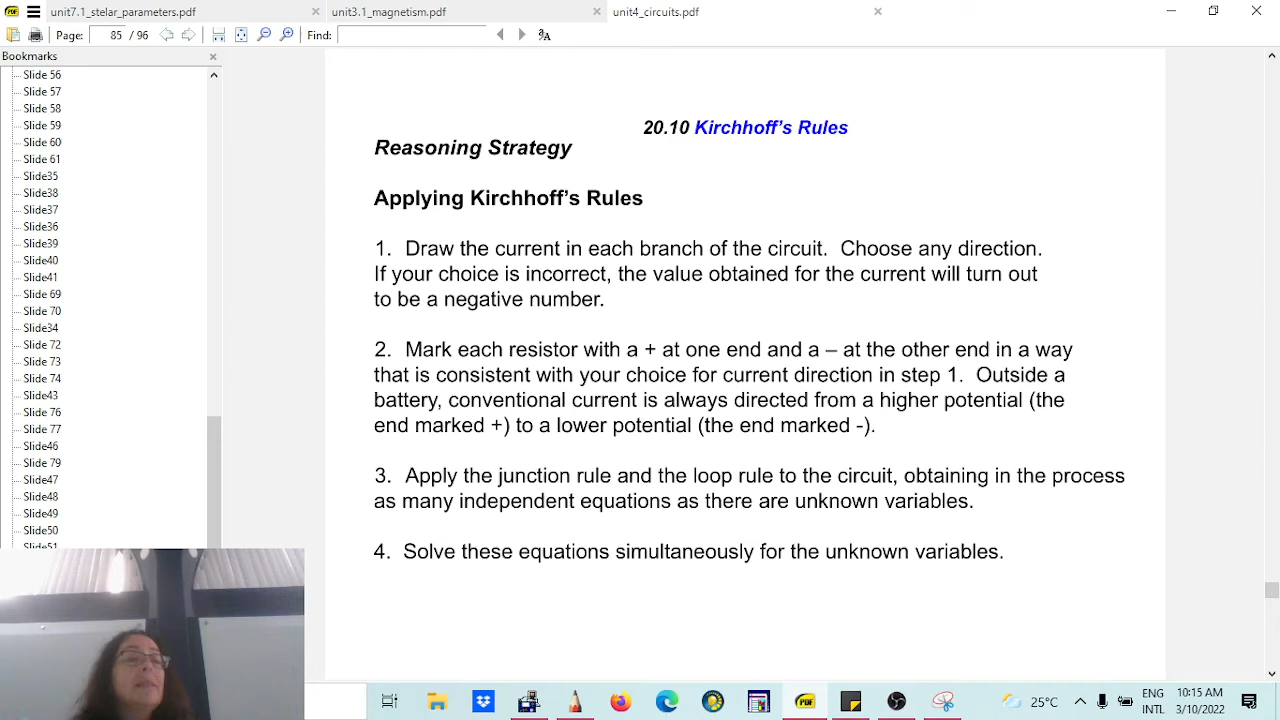 unit7.1_stelar_parameters.pdf
unit3.1_magnetism.pdf
unit4_circuits.pdf
Page: 85 / 96
Find:
Bookmarks
Slide 56
Slide 57
Slide 58
Slide 59
Slide 60
Slide 61
Slide35
Slide38
Slide37
Slide36
Slide39
Slide40
Slide41
Slide 69
Slide 70
Slide34
Slide 72
Slide 73
Slide 74
Slide43
Slide 76
Slide 77
Slide46
Slide 79
Slide47
Slide48
Slide49
Slide50
Slide51
20.10 Kirchhoff’s Rules
Reasoning Strategy
Applying Kirchhoff’s Rules
1. Draw the current in each branch of the circuit. Choose any direction.
If your choice is incorrect, the value obtained for the current will turn out
to be a negative number.
2. Mark each resistor with a + at one end and a – at the other end in a way
that is consistent with your choice for current direction in step 1. Outside a
battery, conventional current is always directed from a higher potential (the
end marked +) to a lower potential (the end marked -).
3. Apply the junction rule and the loop rule to the circuit, obtaining in the process
as many independent equations as there are unknown variables.
4. Solve these equations simultaneously for the unknown variables.
PDF
25°C
ENG
INTL
10:15 AM
3/10/2022